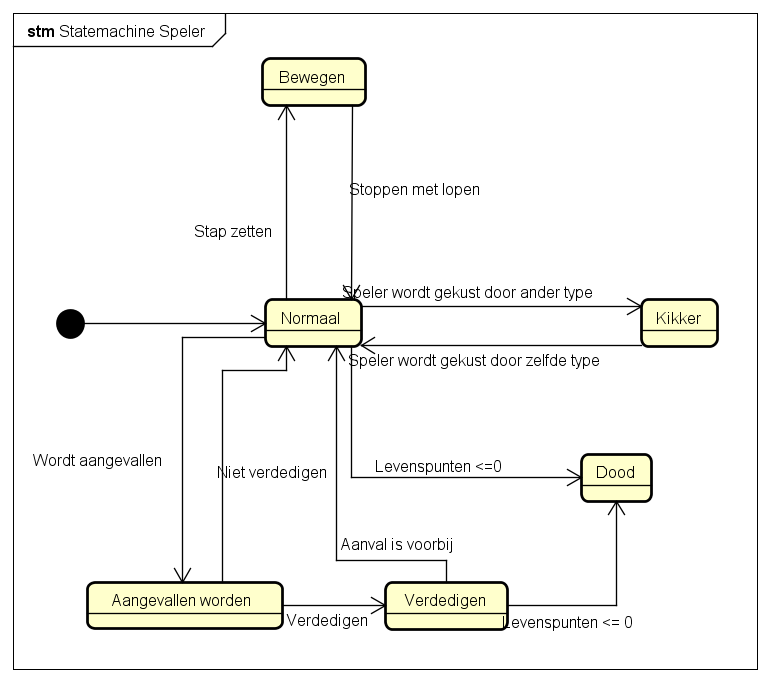 stm Statemachine Speler
Bewegen
Stoppen met lopen
Stap zetten
Speler wordt gekust door ander type
Normaal
Kikker
Speler wordt gekust door zelfde type
Wordt aangevallen
Niet verdedigen
Levenspunten <=0
Dood
Aanval is voorbij
Aangevallen worden
Verdedigen
Verdedigen
Levenspunten <= 0